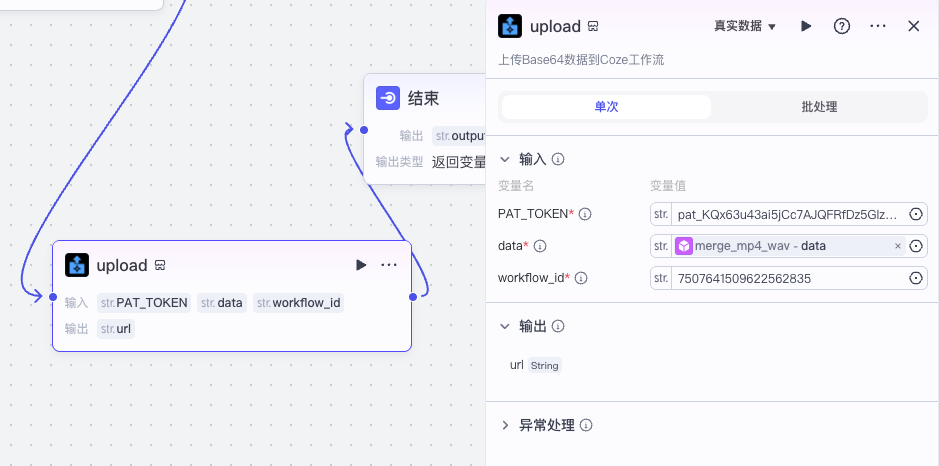 upload
真实数据
上传Base64数据到Coze工作流
单次
批处理
输入
变量名
变量值
PAT_TOKEN*
str. pat_KQx63u43ai5jCc7AJQFRfDz5Glz...
data*
str. merge_mp4_wav - data ×
workflow_id*
str. 7507641509622562835
输出
url String
异常处理
结束
输出 str.outpu
输出类型 返回变量
upload
输入 str.PAT_TOKEN str.data str.workflow_id
输出 str.url